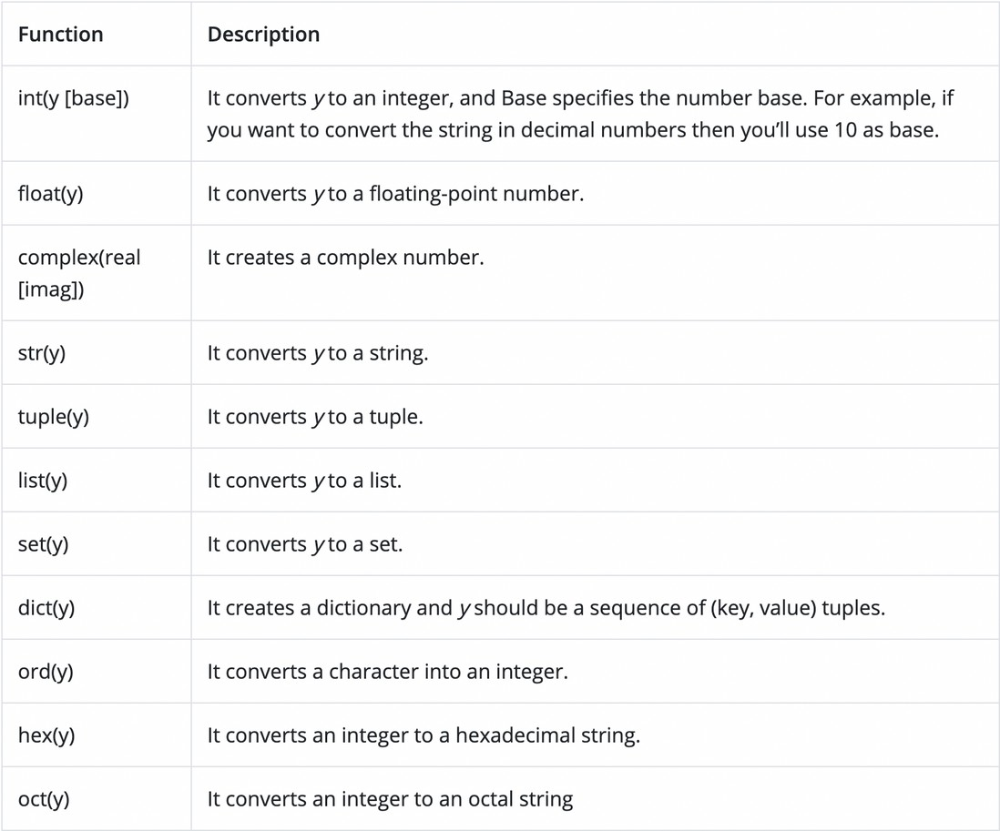 Function Description
int(y [base]) It converts y to an integer, and Base specifies the number base. For example, if
you want to convert the string in decimal numbers then you’ll use 10 as base.
float(y) It converts y to a floating-point number.
complex(real It creates a complex number.
[imag])
str(y) It converts y to a string.
tuple(y) It converts y to a tuple.
list(y) It converts y to a list.
set(y) It converts y to a set.
dict(y) It creates a dictionary and y should be a sequence of (key, value) tuples.
ord(y) It converts a character into an integer.
hex(y) It converts an integer to a hexadecimal string.
oct(y) It converts an integer to an octal string